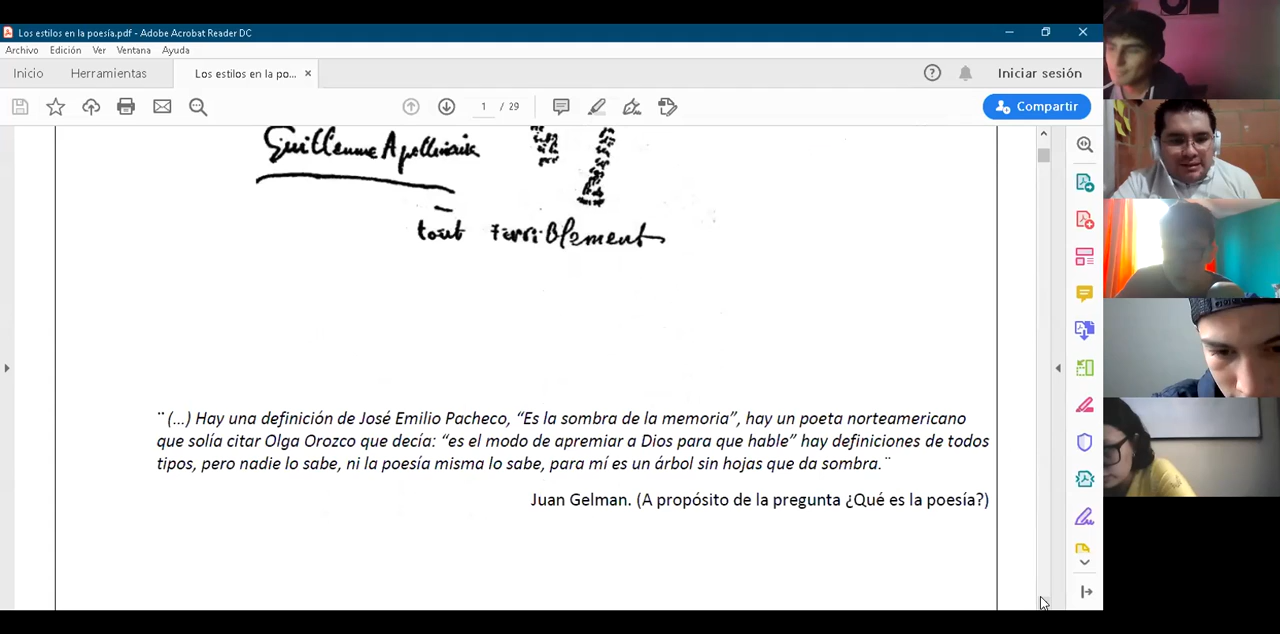 Los estilos en la poesía.pdf - Adobe Acrobat Reader DC
Archivo Edición Ver Ventana Ayuda
Inicio Herramientas Los estilos en la po... × Iniciar sesión
1 / 29 Compartir
Guillaume Apollinaire
tout terriblement
¨ (...) Hay una definición de José Emilio Pacheco, “Es la sombra de la memoria”, hay un poeta norteamericano
que solía citar Olga Orozco que decía: “es el modo de apremiar a Dios para que hable” hay definiciones de todos
tipos, pero nadie lo sabe, ni la poesía misma lo sabe, para mí es un árbol sin hojas que da sombra.¨
Juan Gelman. (A propósito de la pregunta ¿Qué es la poesía?)